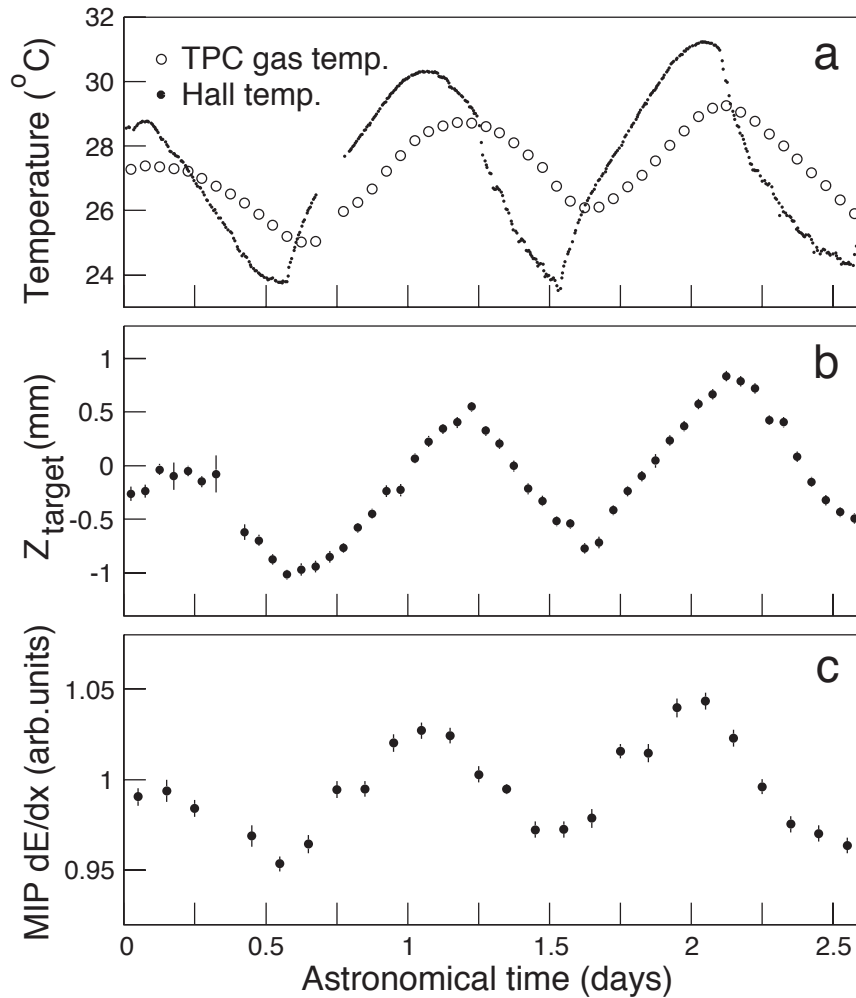 32
30
28
26
24
Temperature (°C)
TPC gas temp.
Hall temp.
a
1
0.5
0
-0.5
-1
Z_target (mm)
b
1.05
1
0.95
MIP dE/dx (arb.units)
c
0 0.5 1 1.5 2 2.5
Astronomical time (days)